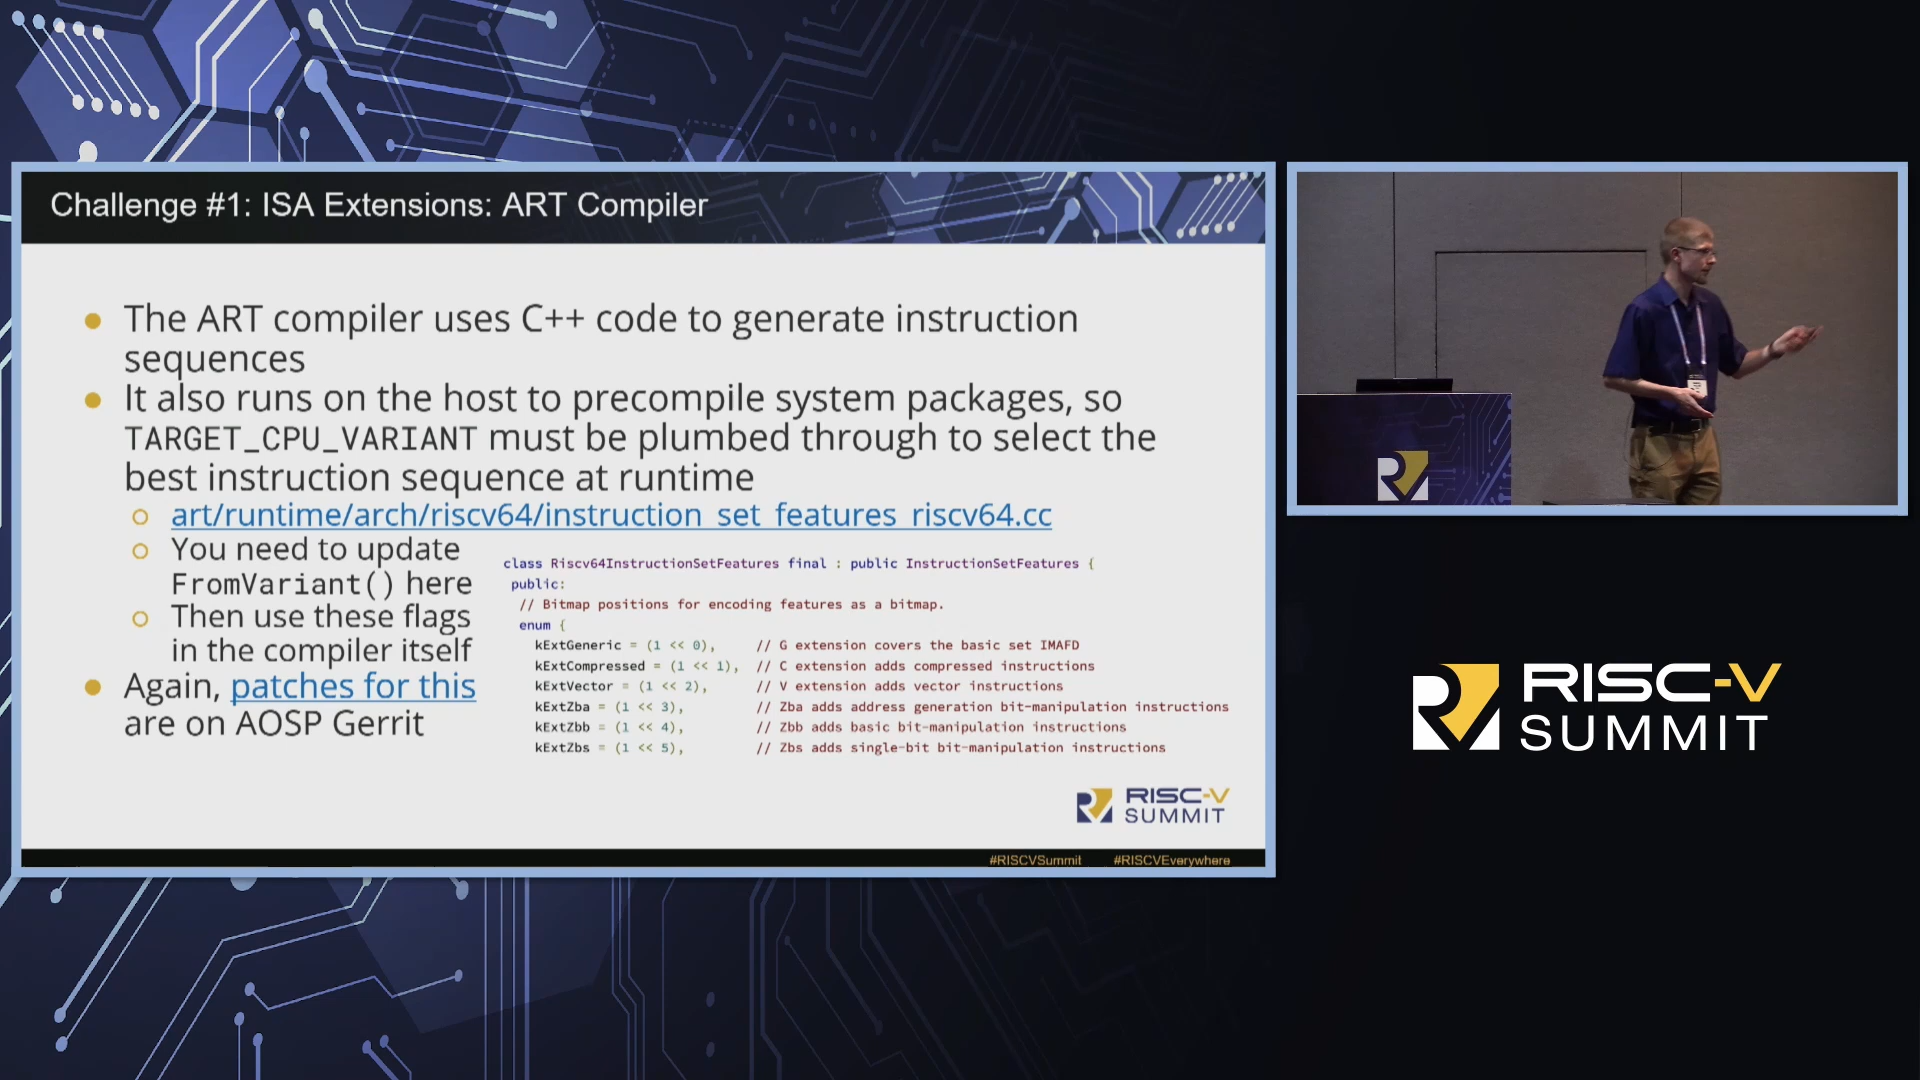 Challenge #1: ISA Extensions: ART Compiler
The ART compiler uses C++ code to generate instruction
sequences
It also runs on the host to precompile system packages, so
TARGET_CPU_VARIANT must be plumbed through to select the
best instruction sequence at runtime
art/runtime/arch/riscv64/instruction_set_features_riscv64.cc
You need to update
FromVariant() here
Then use these flags
in the compiler itself
Again, patches for this
are on AOSP Gerrit
class Riscv64InstructionSetFeatures final : public InstructionSetFeatures {
public:
// Bitmap positions for encoding features as a bitmap.
enum {
kExtGeneric = (1 << 0), // G extension covers the basic set IMAFD
kExtCompressed = (1 << 1), // C extension adds compressed instructions
kExtVector = (1 << 2), // V extension adds vector instructions
kExtZba = (1 << 3), // Zba adds address generation bit-manipulation instructions
kExtZbb = (1 << 4), // Zbb adds basic bit-manipulation instructions
kExtZbs = (1 << 5), // Zbs adds single-bit bit-manipulation instructions
RISC-V
SUMMIT
#RISCVSummit #RISCVEverywhere
RISC-V
SUMMIT